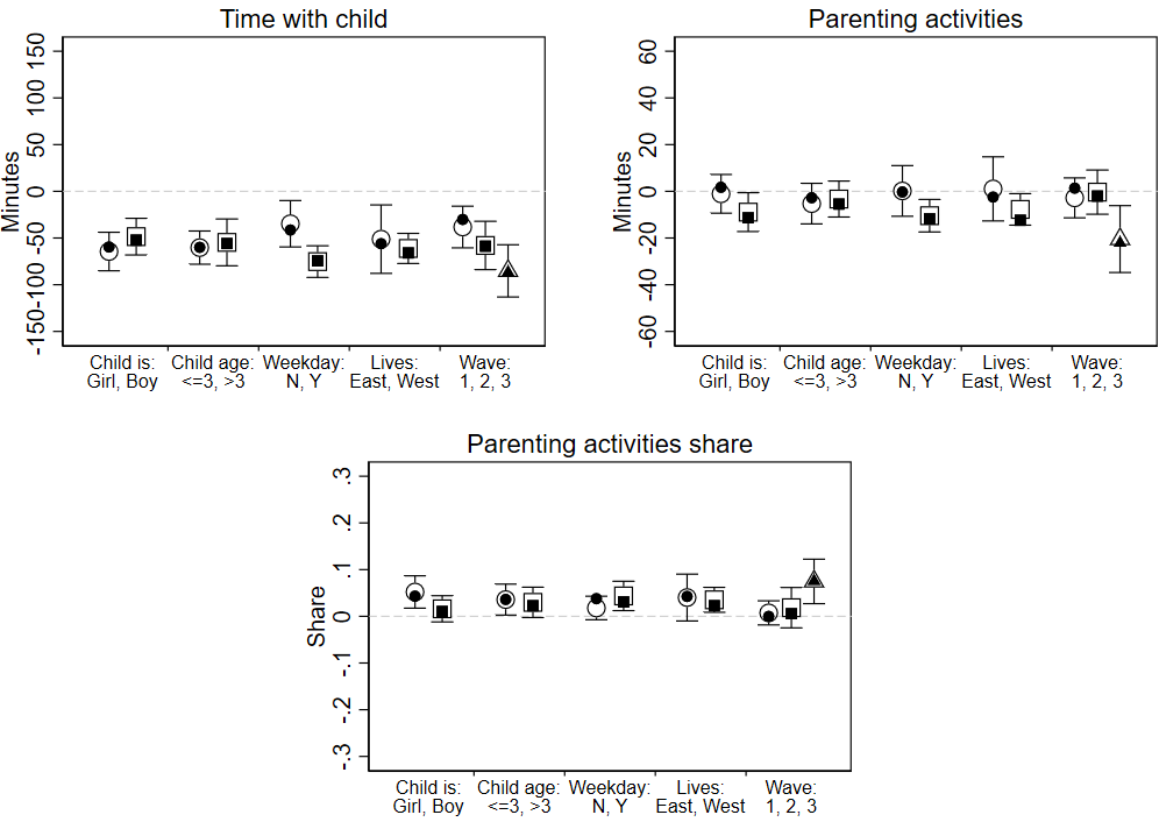 Time with child
Minutes
150
100
50
0
-50
-100
-150
Child is: Child age: Weekday: Lives: Wave:
Girl, Boy <=3, >3 N, Y East, West 1, 2, 3
Parenting activities
Minutes
60
40
20
0
-20
-40
-60
Child is: Child age: Weekday: Lives: Wave:
Girl, Boy <=3, >3 N, Y East, West 1, 2, 3
Parenting activities share
Share
.3
.2
.1
0
-.1
-.2
-.3
Child is: Child age: Weekday: Lives: Wave:
Girl, Boy <=3, >3 N, Y East, West 1, 2, 3